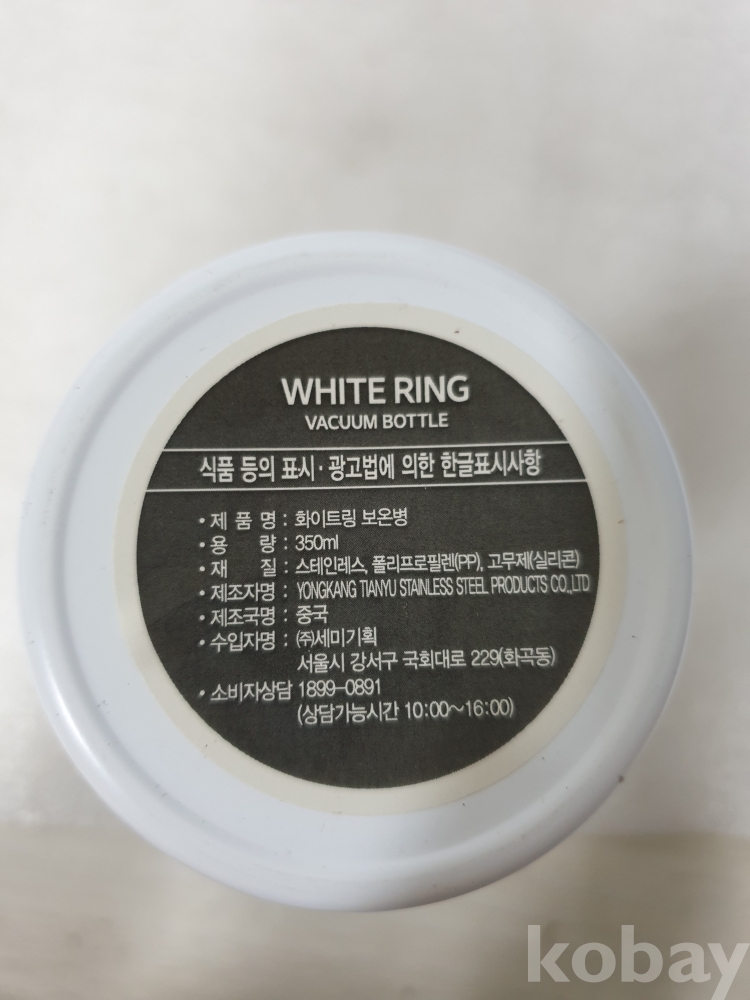 WHITE RING
VACUUM BOTTLE
식품 등의 표시·광고법에 의한 한글표시사항
• 제 품 명 : 화이트링 보온병
• 용 량 : 350ml
• 재 질 : 스테인레스, 폴리프로필렌(PP), 고무제(실리콘)
• 제조자명 : YONGKANG TIANYU STAINLESS STEEL PRODUCTS CO.,LTD
• 제조국명 : 중국
• 수입자명 : ㈜세미기획
서울시 강서구 국회대로 229(화곡동)
• 소비자상담 1899-0891
(상담가능시간 10:00~16:00)
kobay